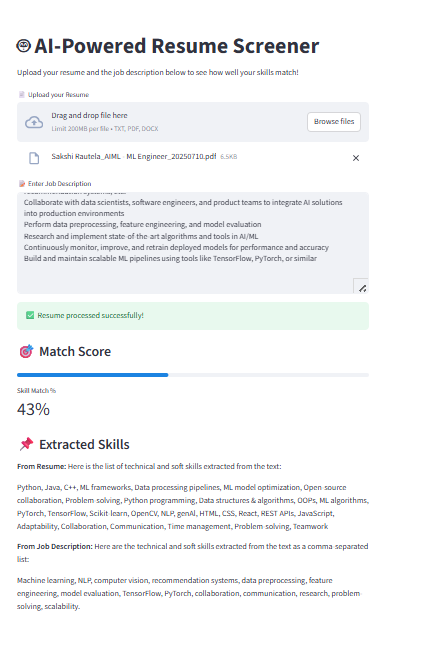 AI-Powered Resume Screener
Upload your resume and the job description below to see how well your skills match!
Upload your Resume
Drag and drop file here
Limit 200MB per file • TXT, PDF, DOCX
Browse files
Sakshi Rautela_AIML - ML Engineer_20250710.pdf 6.5KB
Enter Job Description
Collaborate with data scientists, software engineers, and product teams to integrate AI solutions
into production environments
Perform data preprocessing, feature engineering, and model evaluation
Research and implement state-of-the-art algorithms and tools in AI/ML
Continuously monitor, improve, and retrain deployed models for performance and accuracy
Build and maintain scalable ML pipelines using tools like TensorFlow, PyTorch, or similar
Resume processed successfully!
Match Score
Skill Match %
43%
Extracted Skills
From Resume: Here is the list of technical and soft skills extracted from the text:
Python, Java, C++, ML frameworks, Data processing pipelines, ML model optimization, Open-source
collaboration, Problem-solving, Python programming, Data structures & algorithms, OOPs, ML algorithms,
PyTorch, TensorFlow, Scikit learn, OpenCV, NLP, genAI, HTML, CSS, React, REST APIs, JavaScript,
Adaptability, Collaboration, Communication, Time management, Problem-solving, Teamwork
From Job Description: Here are the technical and soft skills extracted from the text as a comma-separated
list:
Machine learning, NLP, computer vision, recommendation systems, data preprocessing, feature
engineering, model evaluation, TensorFlow, PyTorch, collaboration, communication, research, problem-
solving, scalability.